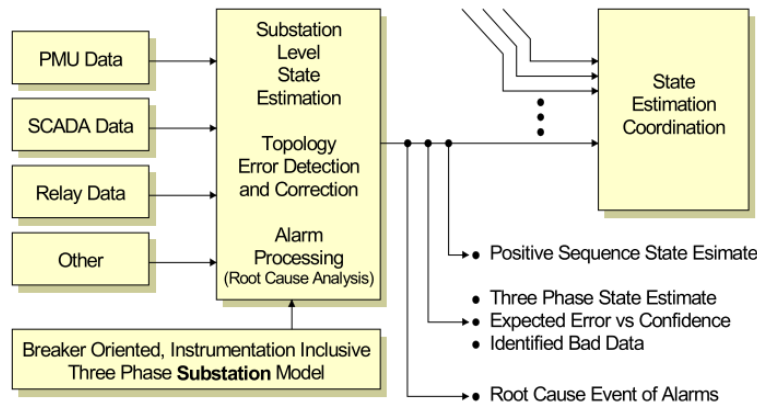 PMU Data
SCADA Data
Relay Data
Other
Substation
Level
State
Estimation
Topology
Error Detection
and Correction
Alarm
Processing
(Root Cause Analysis)
Breaker Oriented, Instrumentation Inclusive
Three Phase Substation Model
State
Estimation
Coordination
• Positive Sequence State Esimate
• Three Phase State Estimate
• Expected Error vs Confidence
• Identified Bad Data
• Root Cause Event of Alarms